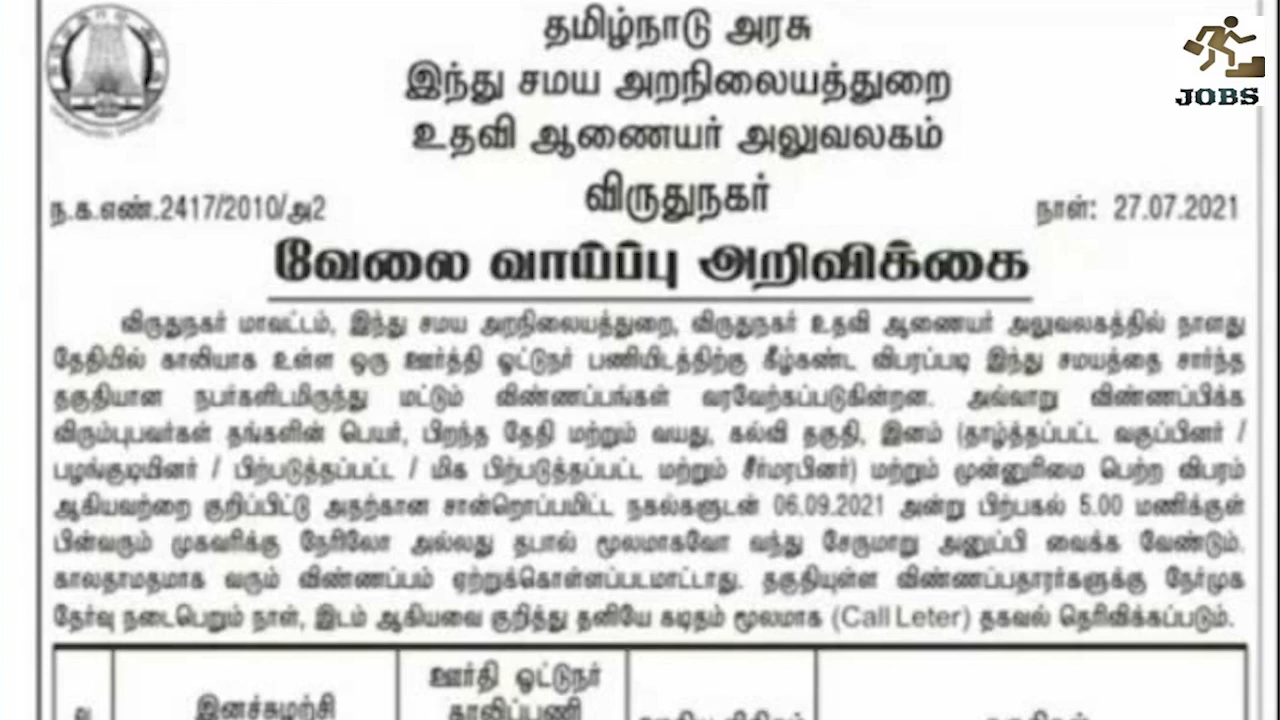 தமிழ்நாடு அரசு
இந்து சமய அறநிலையத்துறை
உதவி ஆணையர் அலுவலகம்
விருதுநகர்
ந.க.எண்.2417/2010/அ2
நாள்: 27.07.2021
JOBS
வேலை வாய்ப்பு அறிவிக்கை
விருதுநகர் மாவட்டம், இந்து சமய அறநிலையத்துறை, விருதுநகர் உதவி ஆணையர் அலுவலகத்தில் நாளது
தேதியில் காலியாக உள்ள ஒரு ஊர்த்தி ஓட்டுநர் பணியிடத்திற்கு கீழ்கண்ட விபரப்படி இந்து சமயத்தை சார்ந்த
தகுதியான நபர்களிடமிருந்து மட்டும் விண்ணப்பங்கள் வரவேற்கப்படுகின்றன. அவ்வாறு விண்ணப்பிக்க
விரும்புபவர்கள் தங்களின் பெயர், பிறந்த தேதி மற்றும் வயது, கல்வி தகுதி, இனம் (தாழ்த்தப்பட்ட வகுப்பினர் /
பழங்குடியினர் / பிற்படுத்தப்பட்ட / மிக பிற்படுத்தப்பட்ட மற்றும் சீர்மரபினர்) மற்றும் முன்னுரிமை பெற்ற விபரம்
ஆகியவற்றை குறிப்பிட்டு அதற்கான சான்றொப்பமிட்ட நகல்களுடன் 06.09.2021 அன்று பிற்பகல் 5.00 மணிக்குள்
பின்வரும் முகவரிக்கு நேரிலோ அல்லது தபால் மூலமாகவோ வந்து சேருமாறு அனுப்பி வைக்க வேண்டும்.
காலதாமதமாக வரும் விண்ணப்பம் ஏற்றுக்கொள்ளப்படமாட்டாது. தகுதியுள்ள விண்ணப்பதாரர்களுக்கு நேர்முக
தேர்வு நடைபெறும் நாள், இடம் ஆகியவை குறித்து தனியே கடிதம் மூலமாக (Call Leter) தகவல் தெரிவிக்கப்படும்.
இனச்சுழற்சி
ஊர்தி ஓட்டுநர்
காலிப்பணி